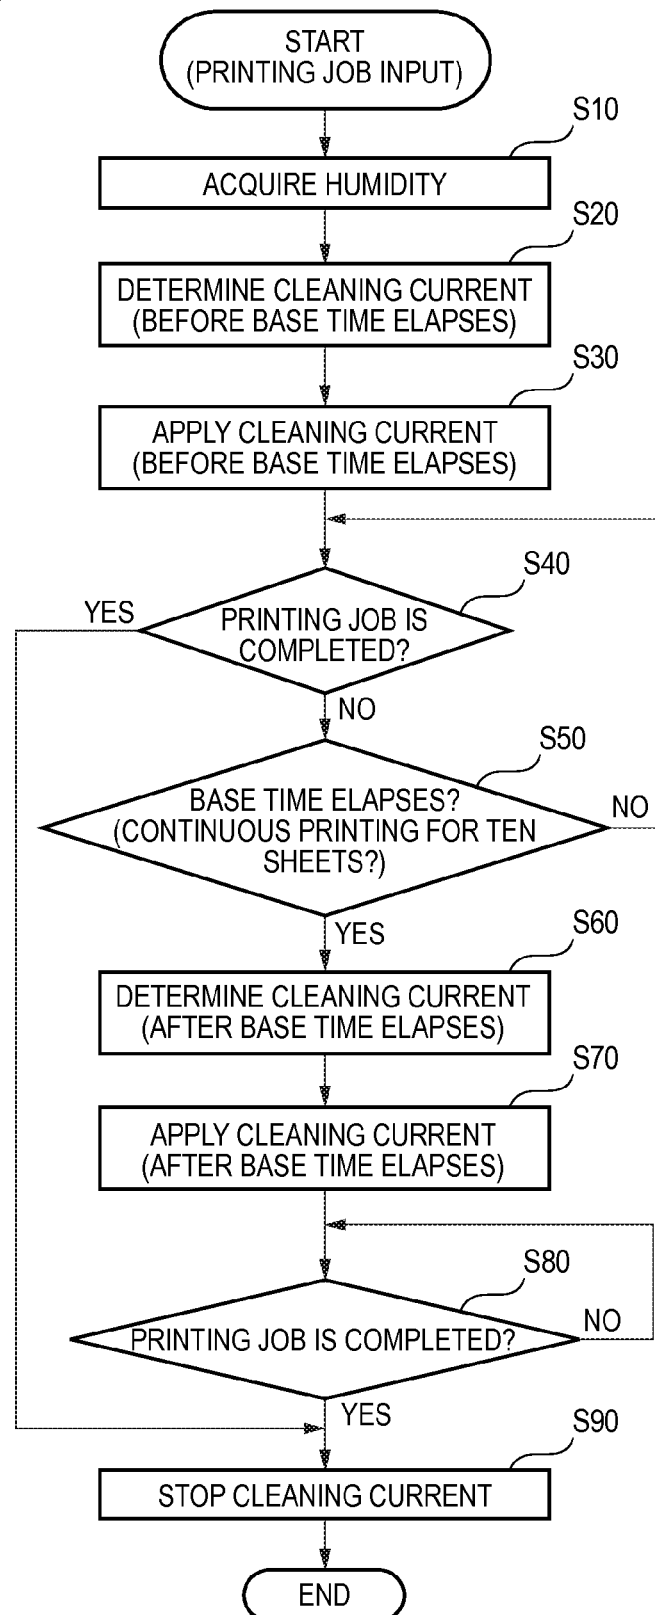 START
(PRINTING JOB INPUT)
S10
ACQUIRE HUMIDITY
S20
DETERMINE CLEANING CURRENT
(BEFORE BASE TIME ELAPSES)
S30
APPLY CLEANING CURRENT
(BEFORE BASE TIME ELAPSES)
S40
YES
PRINTING JOB IS
COMPLETED?
NO
S50
BASE TIME ELAPSES?
(CONTINUOUS PRINTING FOR TEN
SHEETS?)
NO
YES
S60
DETERMINE CLEANING CURRENT
(AFTER BASE TIME ELAPSES)
S70
APPLY CLEANING CURRENT
(AFTER BASE TIME ELAPSES)
S80
PRINTING JOB IS COMPLETED?
NO
YES
S90
STOP CLEANING CURRENT
END